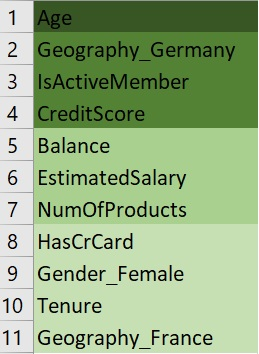 1 Age
2 Geography_Germany
3 IsActiveMember
4 CreditScore
5 Balance
6 EstimatedSalary
7 NumOfProducts
8 HasCrCard
9 Gender_Female
10 Tenure
11 Geography_France